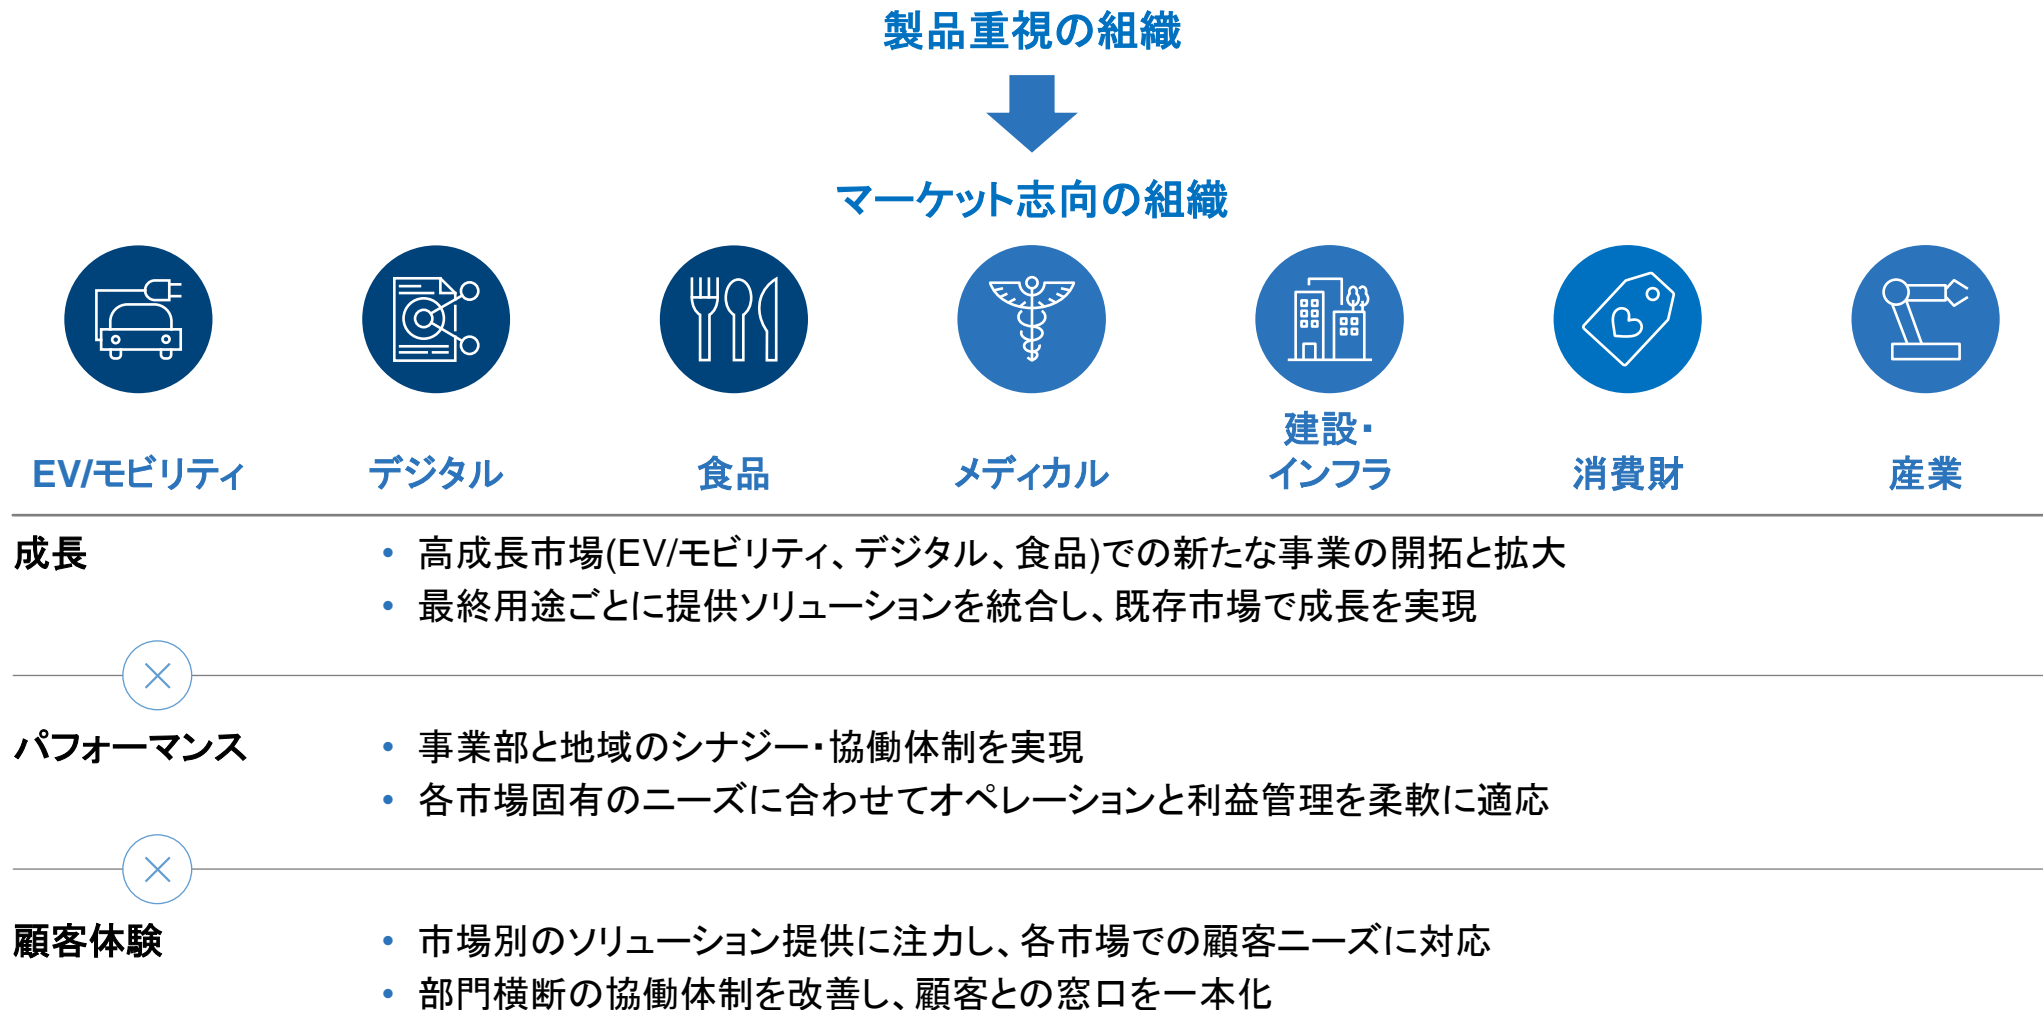 製品重視の組織
マーケット志向の組織
EV/モビリティ
デジタル
食品
メディカル
建設・
インフラ
消費財
産業
成長
• 高成長市場(EV/モビリティ、デジタル、食品)での新たな事業の開拓と拡大
• 最終用途ごとに提供ソリューションを統合し、既存市場で成長を実現
パフォーマンス
• 事業部と地域のシナジー・協働体制を実現
• 各市場固有のニーズに合わせてオペレーションと利益管理を柔軟に適応
顧客体験
• 市場別のソリューション提供に注力し、各市場での顧客ニーズに対応
• 部門横断の協働体制を改善し、顧客との窓口を一本化